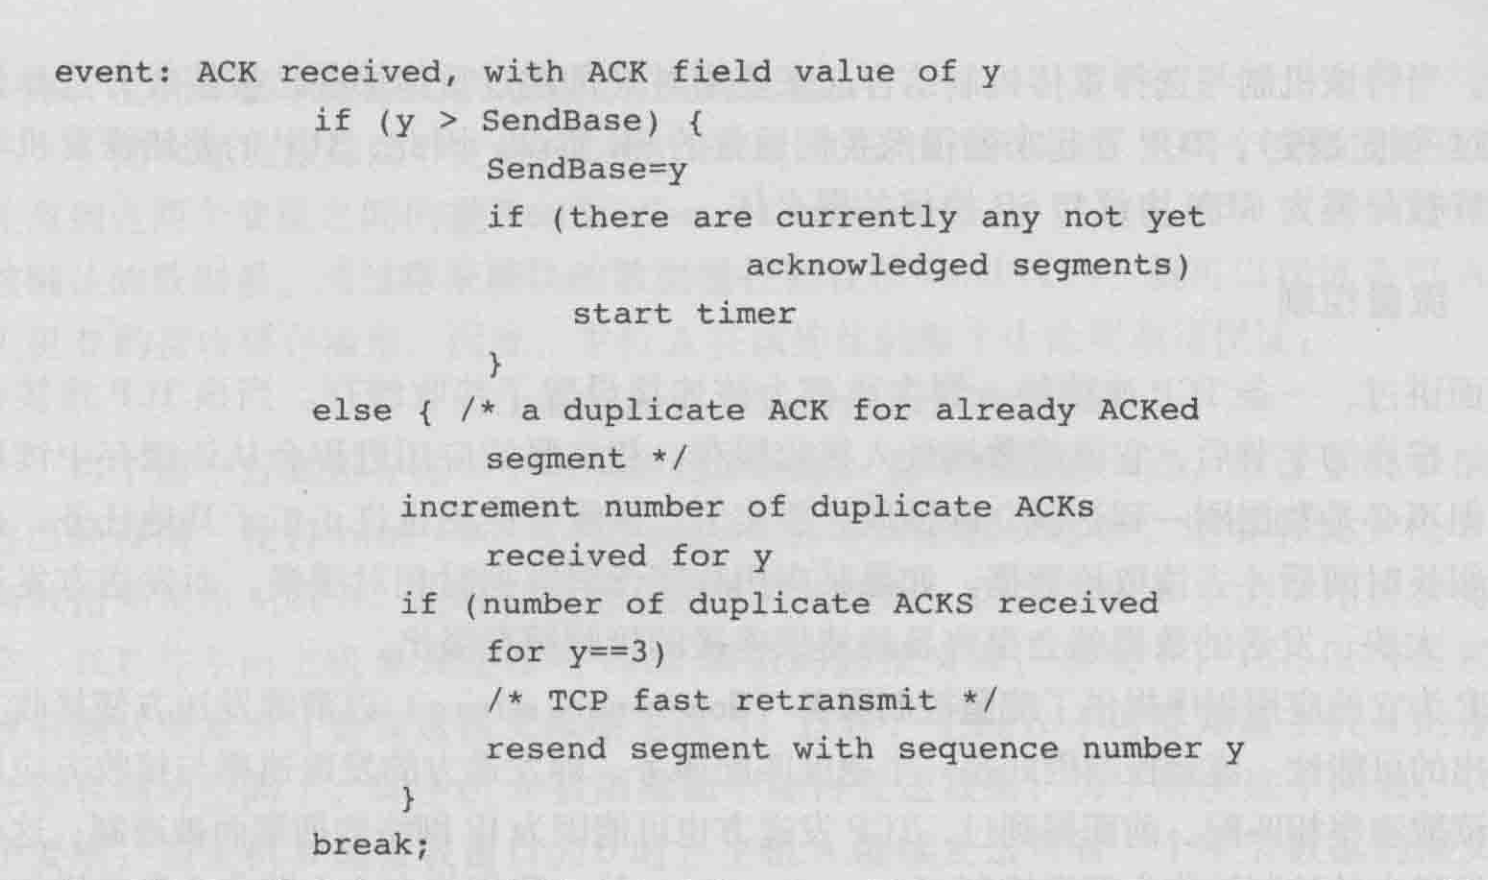 event: ACK received, with ACK field value of y
if (y > SendBase) {
SendBase=y
if (there are currently any not yet
acknowledged segments)
start timer
}
else { /* a duplicate ACK for already ACKed
segment */
increment number of duplicate ACKs
received for y
if (number of duplicate ACKS received
for y==3)
/* TCP fast retransmit */
resend segment with sequence number y
}
break;